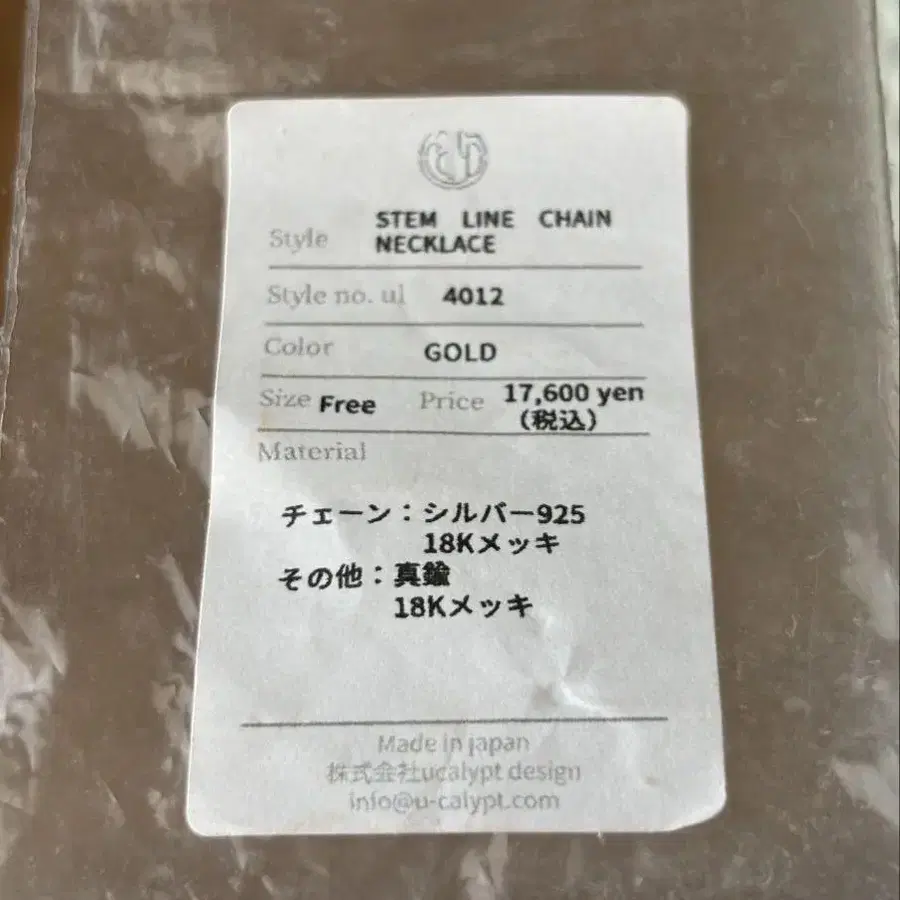 Style STEM LINE CHAIN
NECKLACE
Style no. ul 4012
Color GOLD
Size Free Price 17,600 yen
(税込)
Material
チェーン：シルバー925
18Kメッキ
その他：真鍮
18Kメッキ
Made in japan
株式会社ucalypt design
info@u-calypt.com